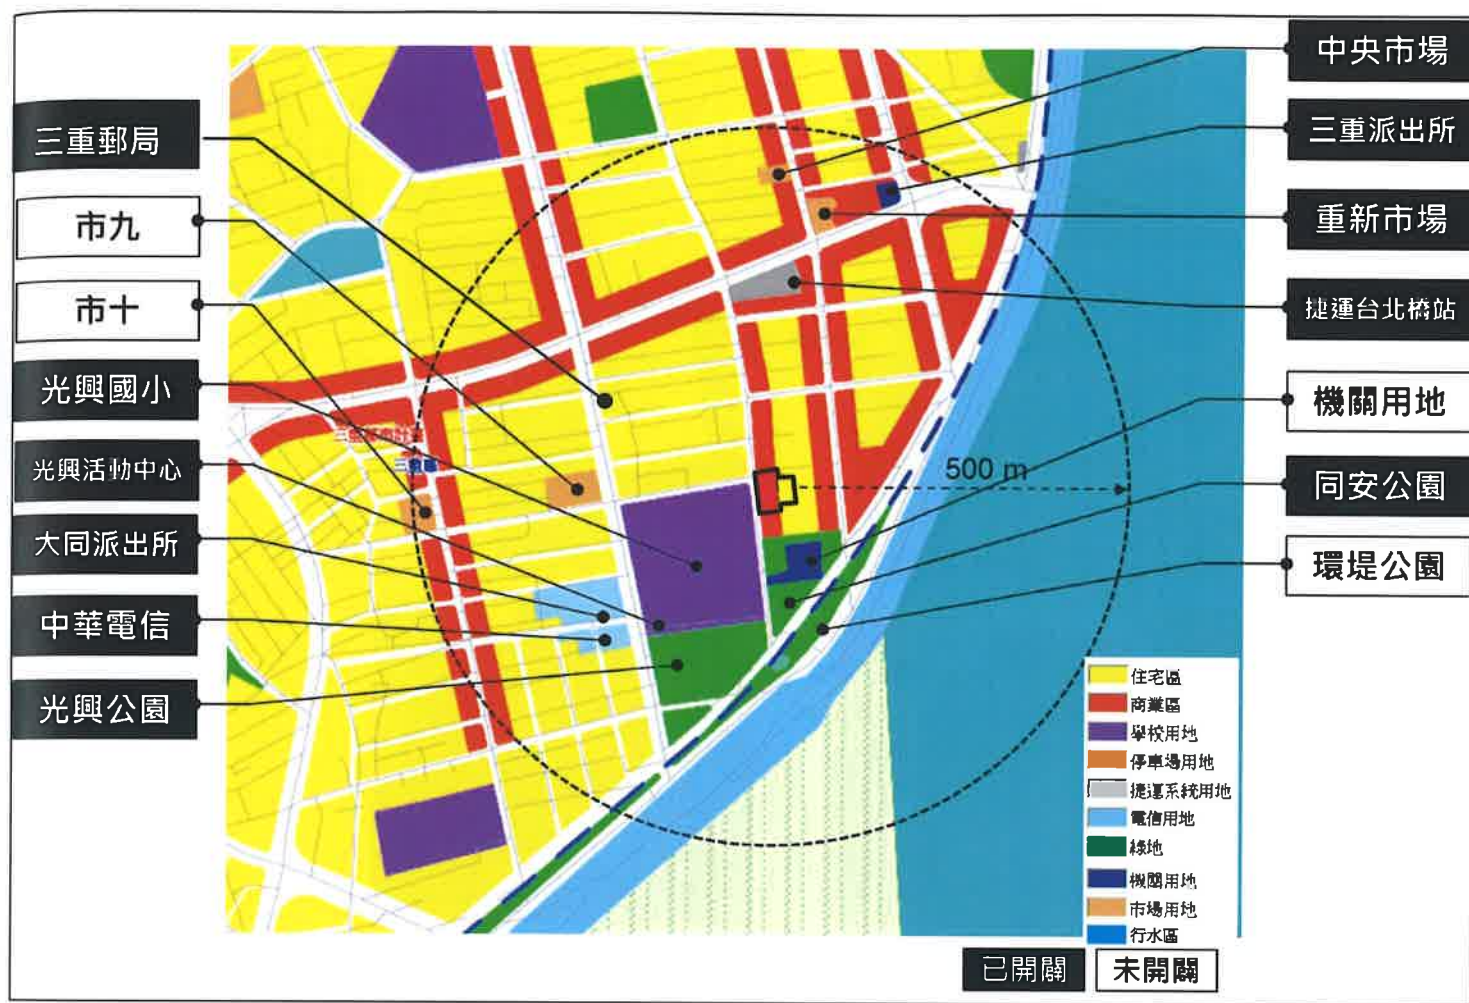 三重郵局
市九
市十
光興國小
光興活動中心
大同派出所
中華電信
光興公園
三重區
500 m
中央市場
三重派出所
重新市場
捷運台北橋站
機關用地
同安公園
環堤公園
住宅區
商業區
學校用地
停車場用地
捷運系統用地
電信用地
綠地
機關用地
市場用地
行水區
已開闢
未開闢